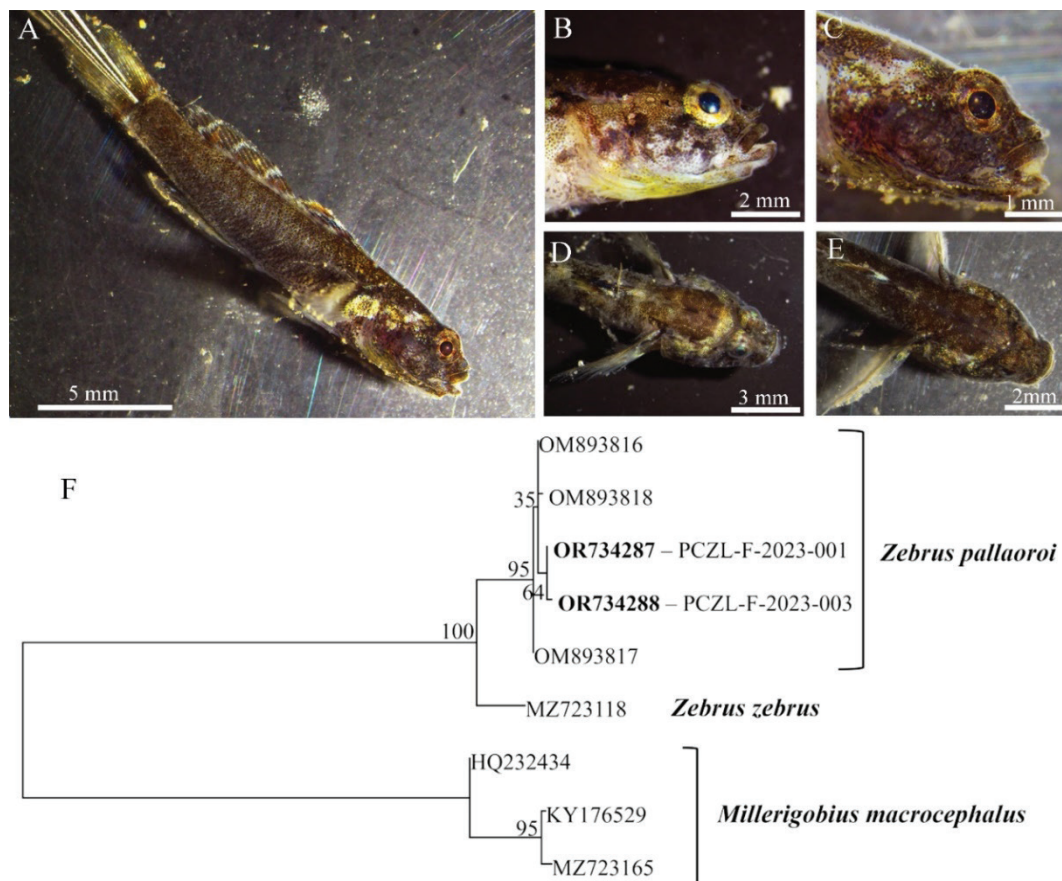 A
B
C
2 mm
1 mm
D
E
5 mm
3 mm
2mm
F
OM893816
35
OM893818
OR734287 – PCZL-F-2023-001
Zebrus pallaoroi
95
64
OR734288 – PCZL-F-2023-003
100
OM893817
MZ723118
Zebrus zebrus
HQ232434
KY176529
Millerigobius macrocephalus
95
MZ723165